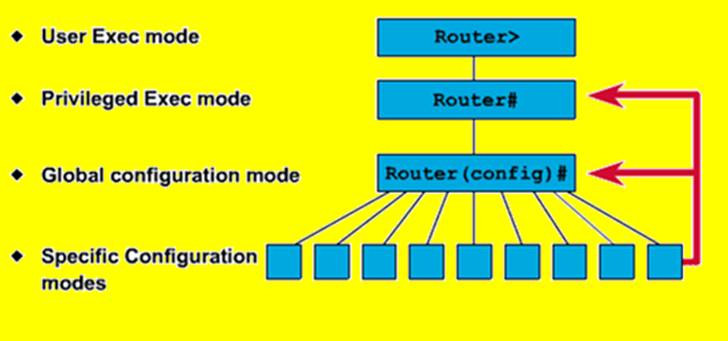 User Exec mode
Router>
Privileged Exec mode
Router#
Global configuration mode
Router(config)#
Specific Configuration
modes